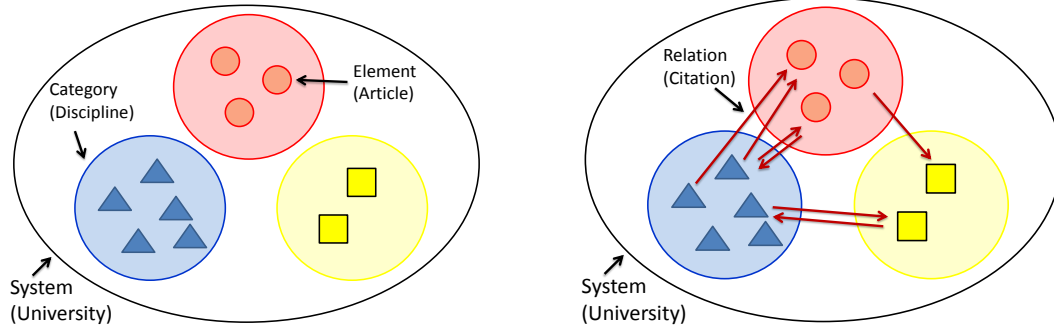 Category
(Discipline)
Element
(Article)
System
(University)
Relation
(Citation)
System
(University)